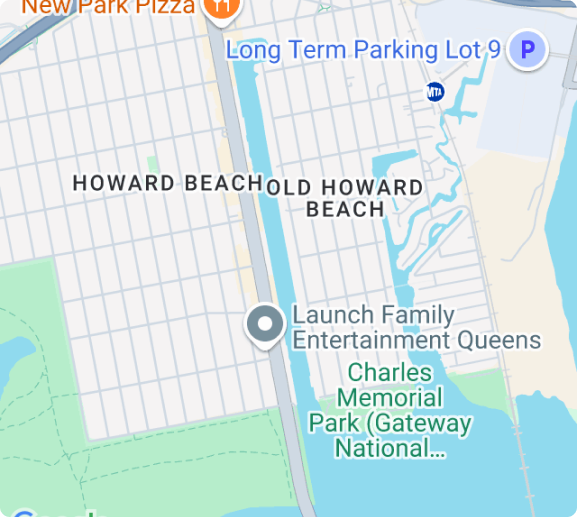 New Park Pizza
Long Term Parking Lot 9
P
MTA
HOWARD BEACH
OLD HOWARD
BEACH
Launch Family
Entertainment Queens
Charles
Memorial
Park (Gateway
National...